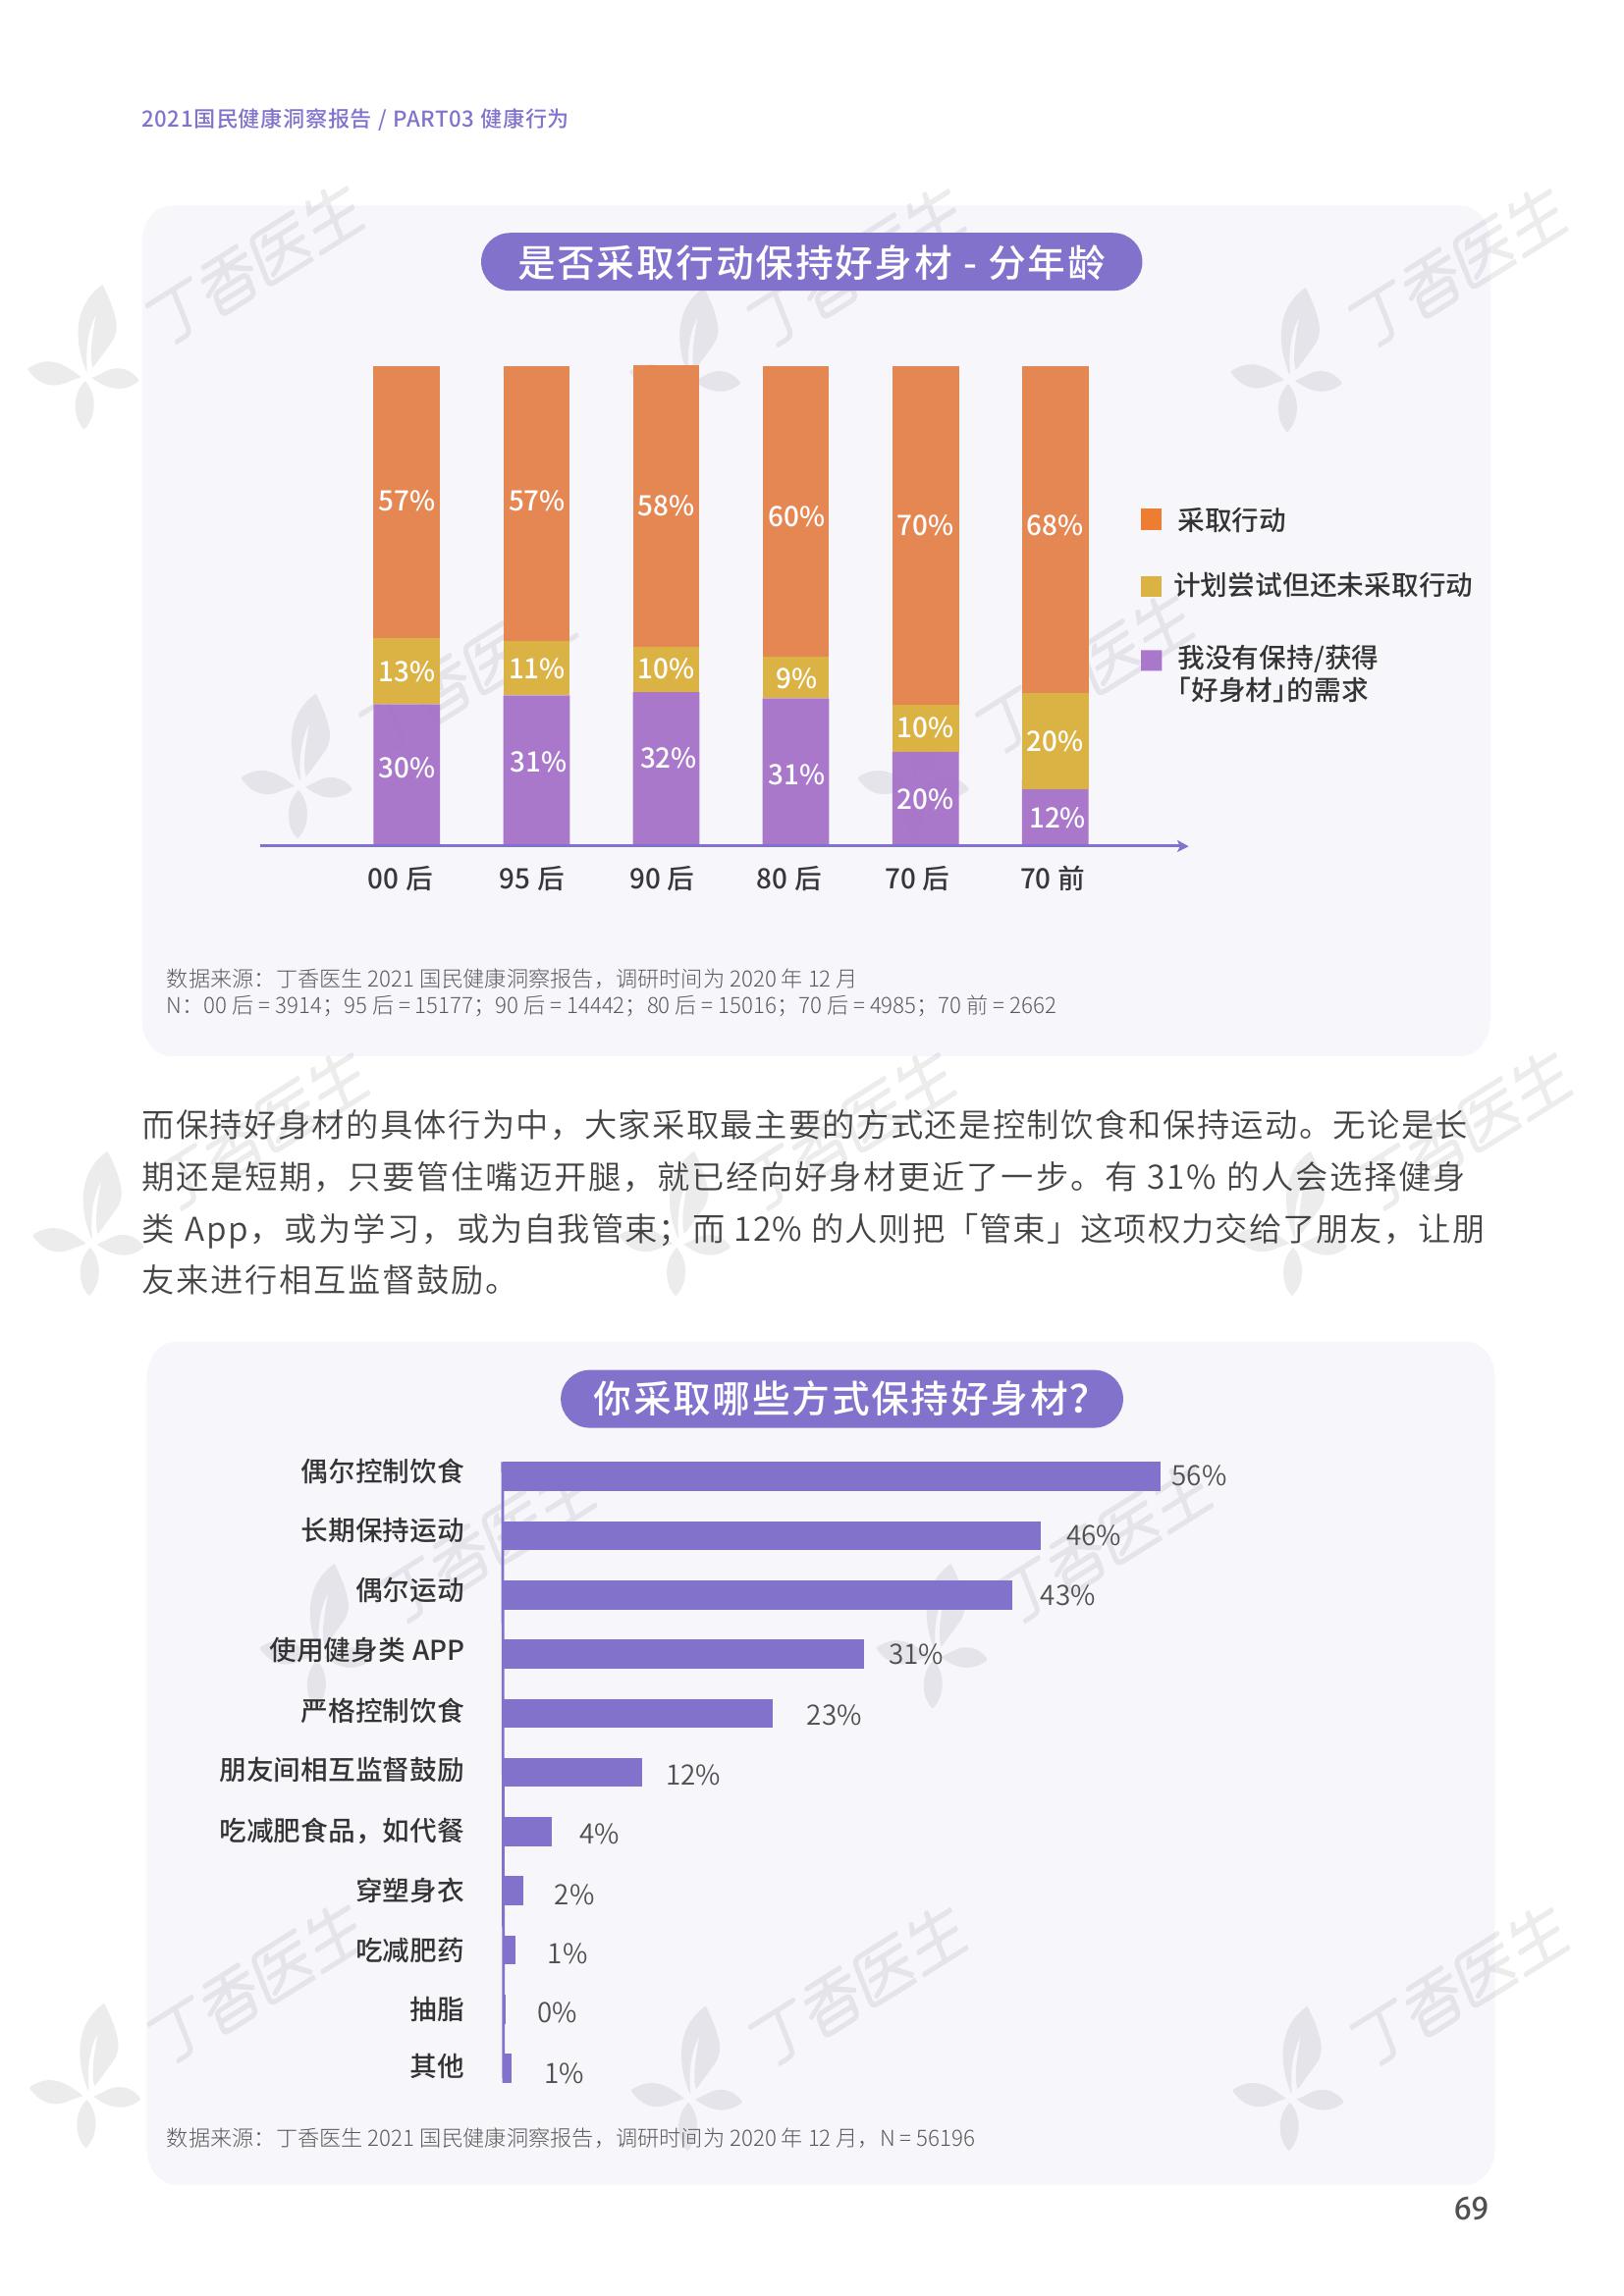 2021国民健康洞察报告 / PART03 健康行为
是否采取行动保持好身材 - 分年龄
57% 57% 58% 60% 70% 68%
13% 11% 10% 9% 10% 20%
30% 31% 32% 31% 20% 12%
采取行动
计划尝试但还未采取行动
我没有保持/获得
「好身材」的需求
00 后 95 后 90 后 80 后 70 后 70 前
数据来源：丁香医生 2021 国民健康洞察报告，调研时间为 2020 年 12 月
N：00 后 = 3914；95 后 =15177；90 后 =14442；80 后 =15016；70 后 =4985；70 前 = 2662
而保持好身材的具体行为中，大家采取最主要的方式还是控制饮食和保持运动。无论是长
期还是短期，只要管住嘴迈开腿，就已经向好身材更近了一步。有 31% 的人会选择健身
类 App，或为学习，或为自我管束；而 12% 的人则把「管束」这项权力交给了朋友，让朋
友来进行相互监督鼓励。
你采取哪些方式保持好身材？
偶尔控制饮食 56%
长期保持运动 46%
偶尔运动 43%
使用健身类 APP 31%
严格控制饮食 23%
朋友间相互监督鼓励 12%
吃减肥食品，如代餐 4%
穿塑身衣 2%
吃减肥药 1%
抽脂 0%
其他 1%
数据来源：丁香医生 2021 国民健康洞察报告，调研时间为 2020 年 12 月，N = 56196
69
丁香医生